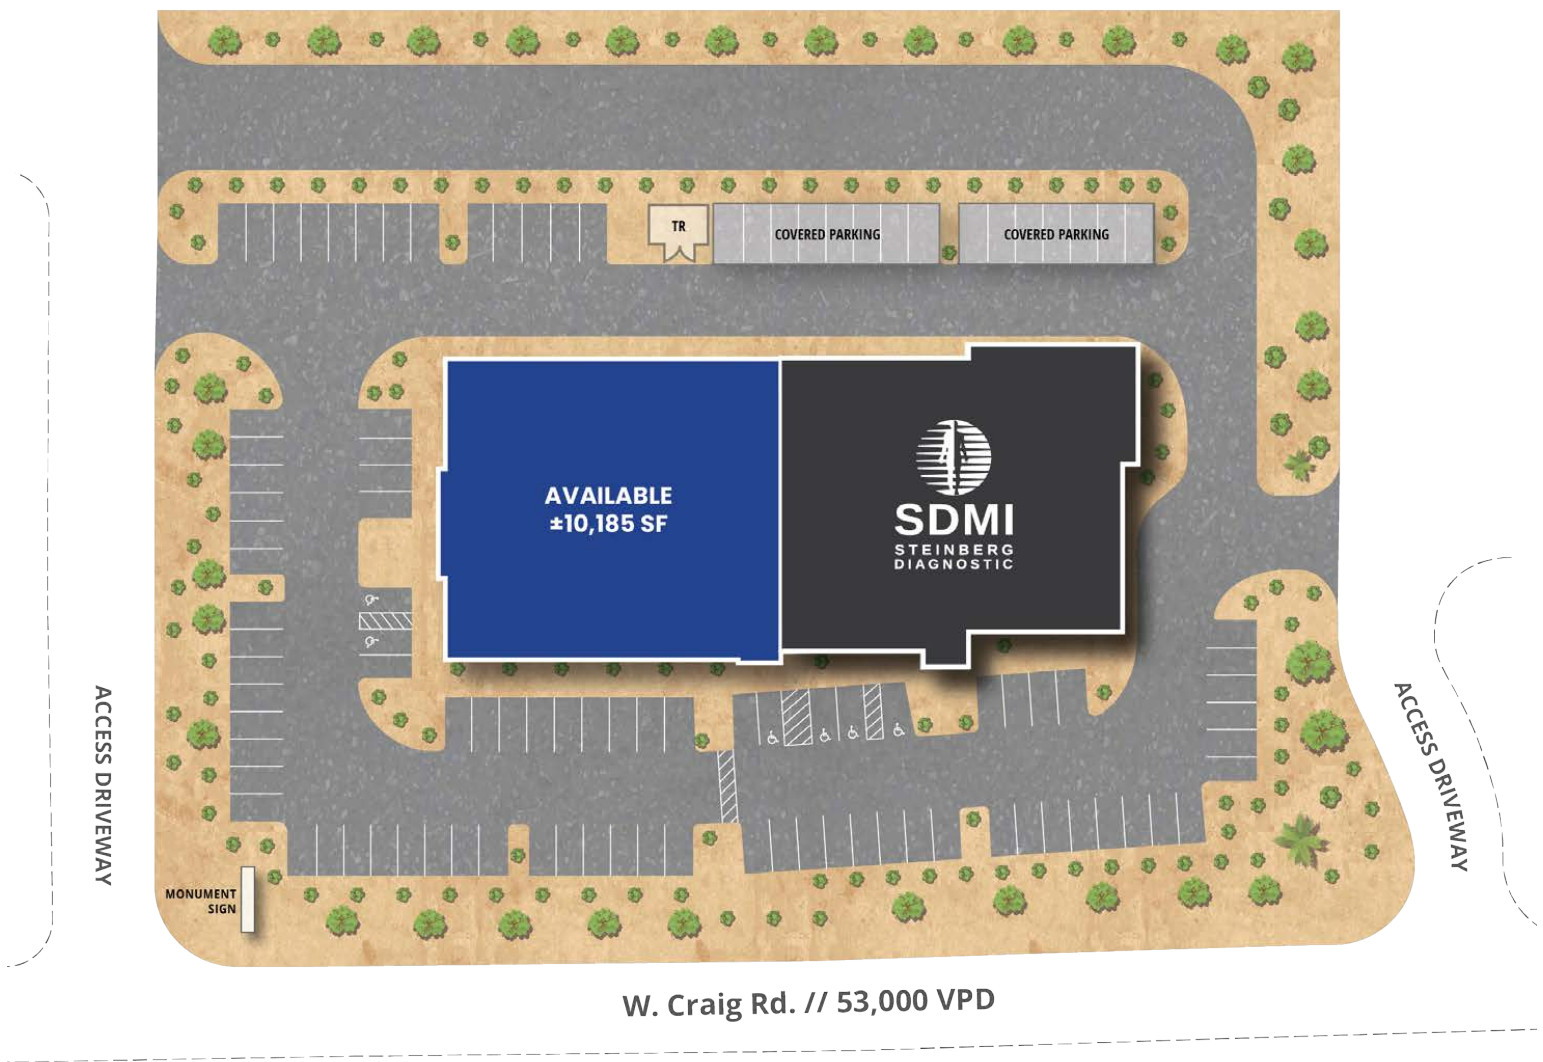 TR
COVERED PARKING
COVERED PARKING
AVAILABLE
±10,185 SF
SDMI
STEINBERG
DIAGNOSTIC
ACCESS DRIVEWAY
ACCESS DRIVEWAY
MONUMENT
SIGN
W. Craig Rd. // 53,000 VPD